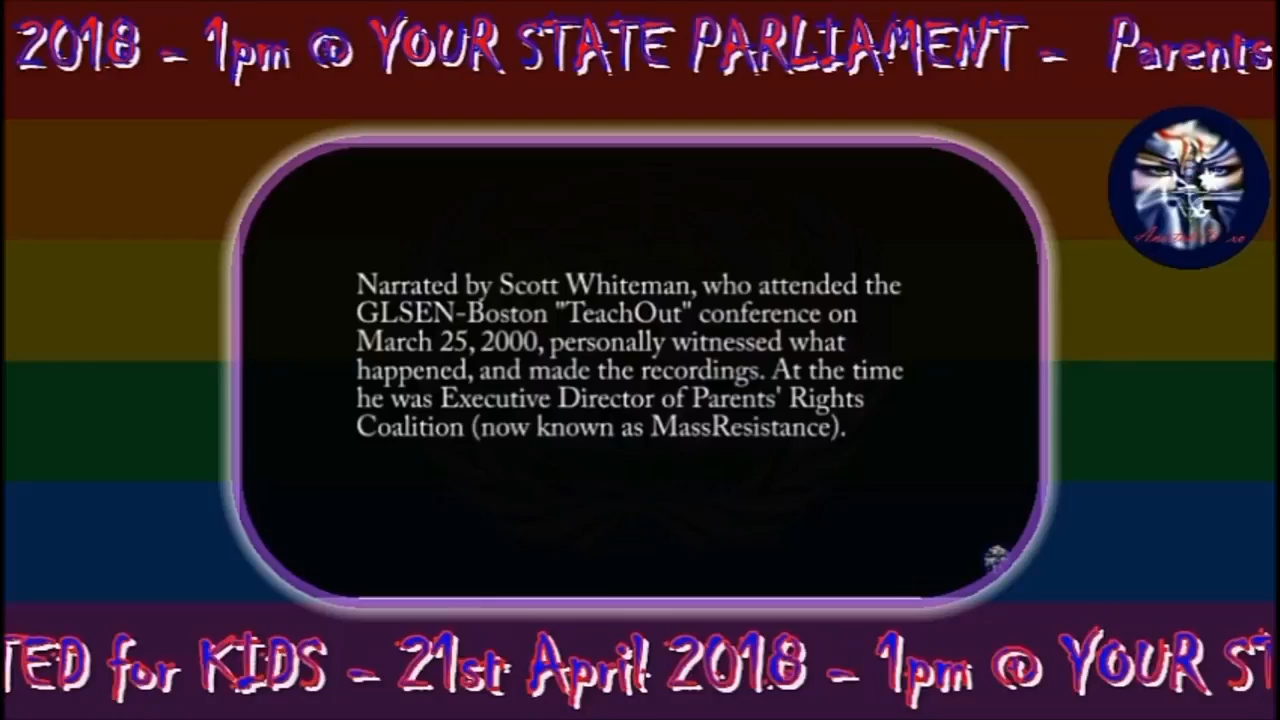 2018 - 1pm @ YOUR STATE PARLIAMENT - Parents
Narrated by Scott Whiteman, who attended the
GLSEN-Boston "TeachOut" conference on
March 25, 2000, personally witnessed what
happened, and made the recordings. At the time
he was Executive Director of Parents' Rights
Coalition (now known as MassResistance).
TED for KIDS - 21st April 2018 - 1pm @ YOUR ST